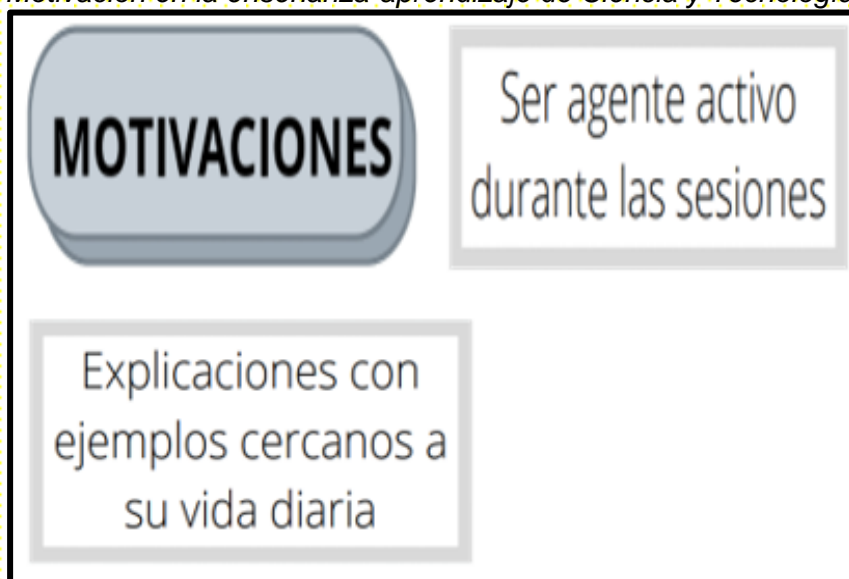 Motivación en la enseñanza-aprendizaje de Ciencia y Tecnología
MOTIVACIONES
Ser agente activo
durante las sesiones
Explicaciones con
ejemplos cercanos a
su vida diaria